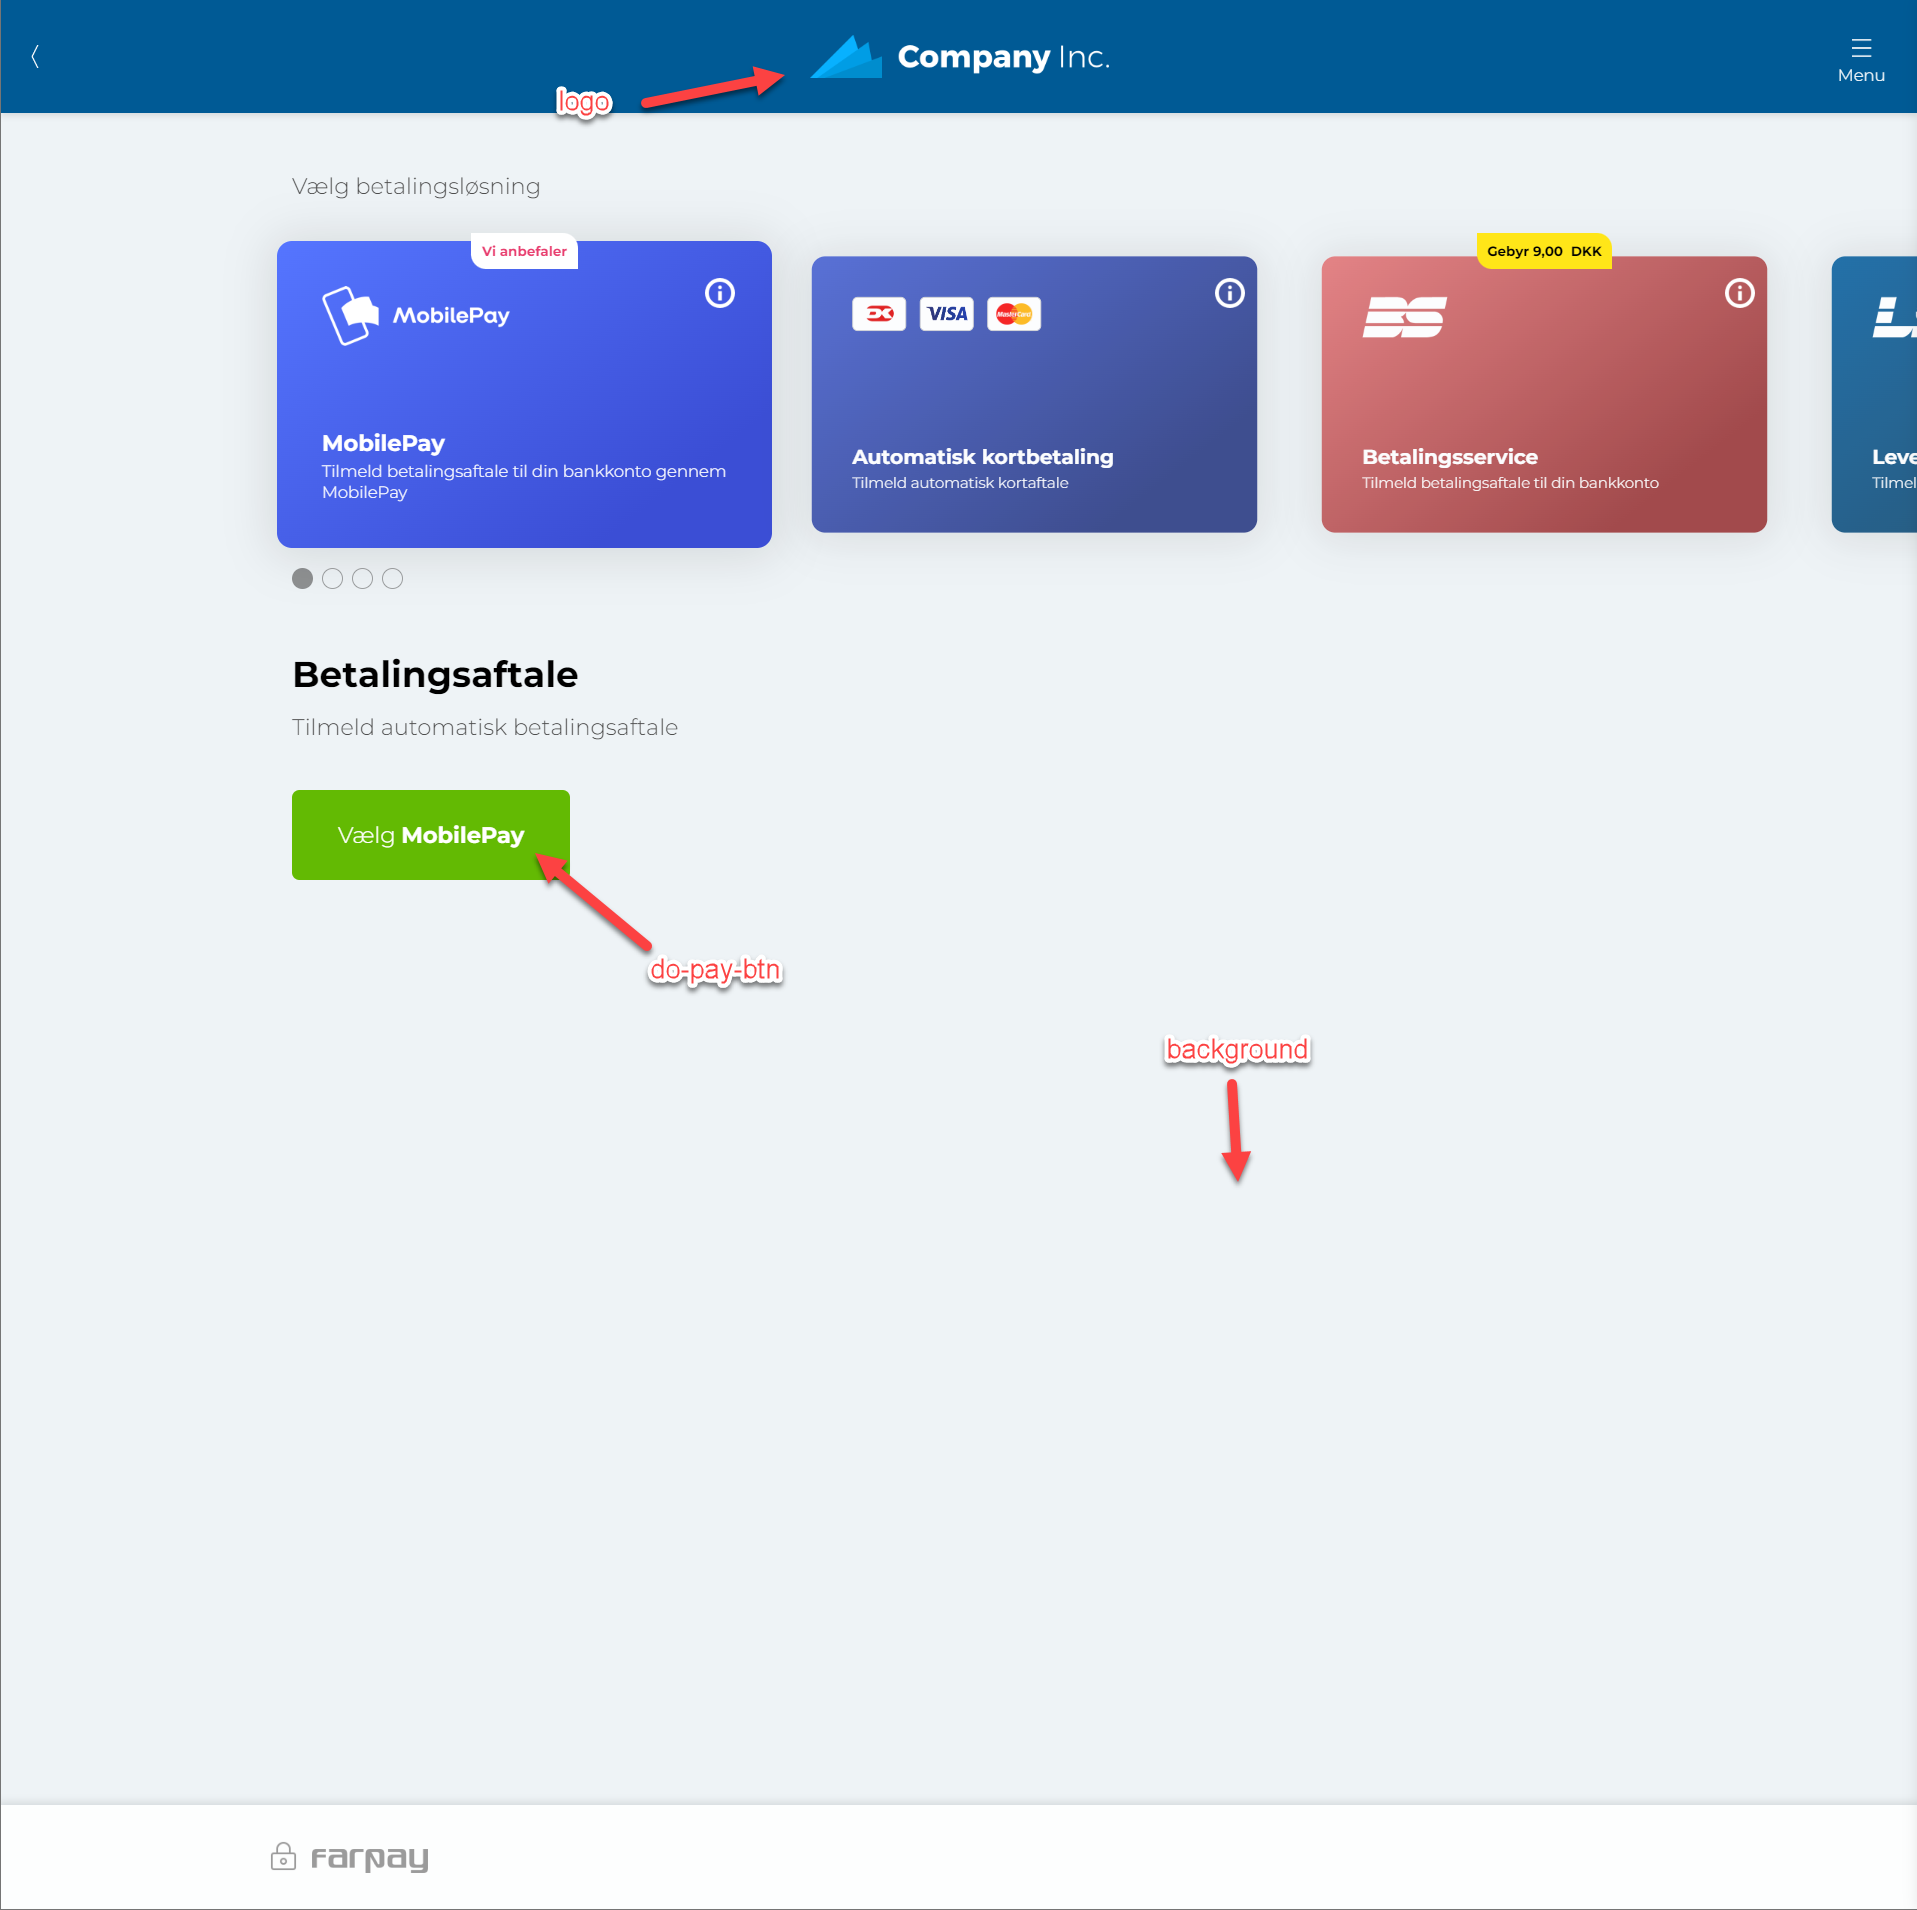 Company Inc.
Menu
logo
Vælg betalingsløsning
Vi anbefaler
MobilePay
MobilePay
Tilmeld betalingsaftale til din bankkonto gennem
MobilePay
VISA
MasterCard
Automatisk kortbetaling
Tilmeld automatisk kortaftale
Gebyr 9,00 DKK
BS
Betalingsservice
Tilmeld betalingsaftale til din bankkonto
Leve
Tilmel
Betalingsaftale
Tilmeld automatisk betalingsaftale
Vælg MobilePay
do-pay-btn
background
farpay